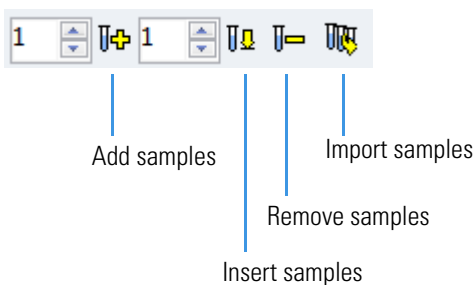 1 1
Add samples
Import samples
Remove samples
Insert samples